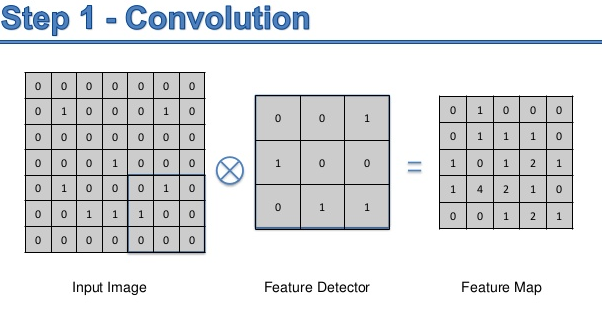 Step 1 - Convolution
0 0 0 0 0 0 0
0 1 0 0 0 1 0
0 0 0 0 0 0 0
0 0 0 1 0 0 0
0 1 0 0 0 1 0
0 0 1 1 1 0 0
0 0 0 0 0 0 0
⊗
0 0 1
1 0 0
0 1 1
=
0 1 0 0 0
0 1 1 1 0
1 0 1 2 1
1 4 2 1 0
0 0 1 2 1
Input Image
Feature Detector
Feature Map